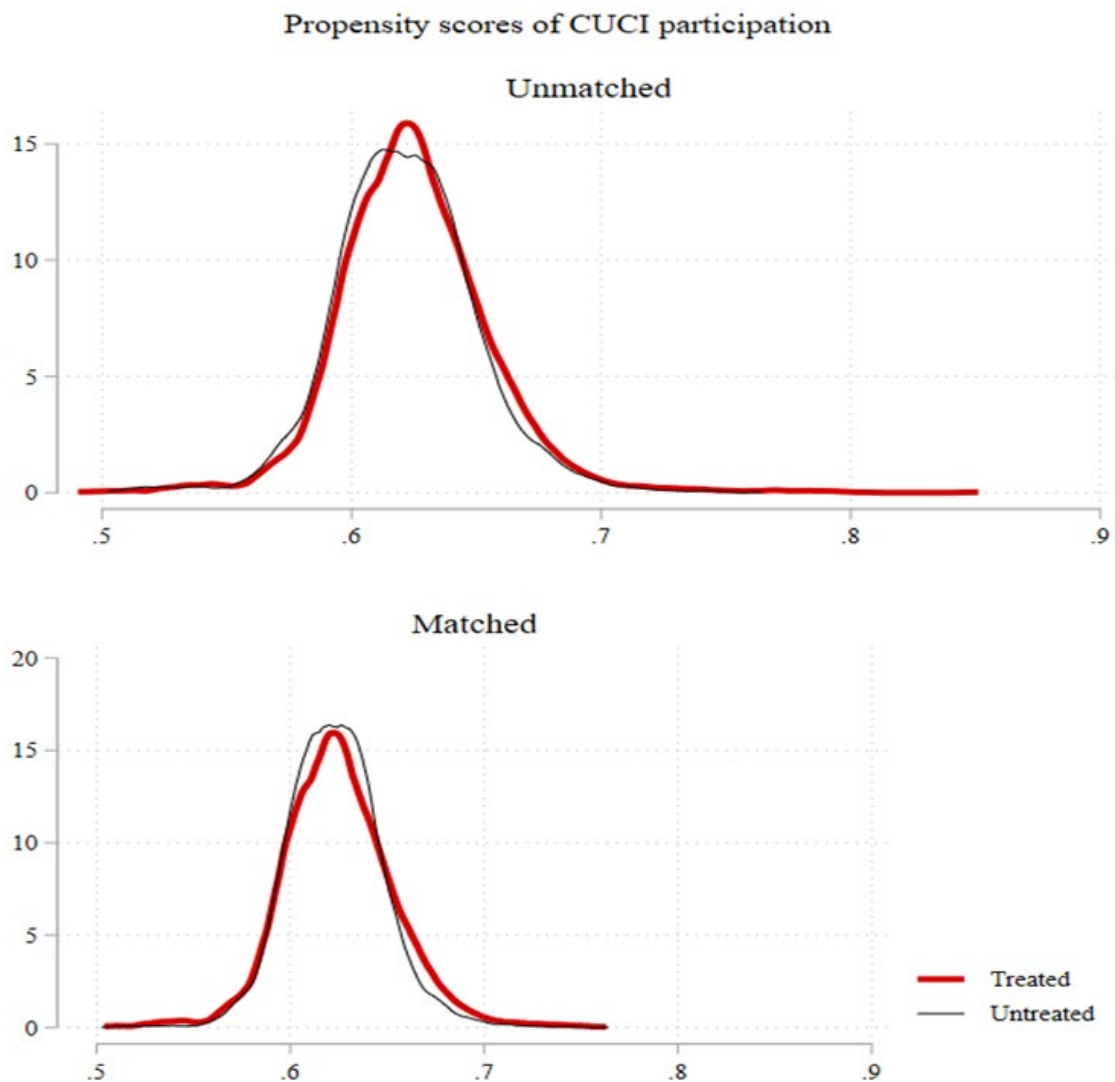 Propensity scores of CUCI participation
Unmatched
15
10
5
0
.5 .6 .7 .8 .9
Matched
20
15
10
5
0
.5 .6 .7 .8 .9
Treated
Untreated